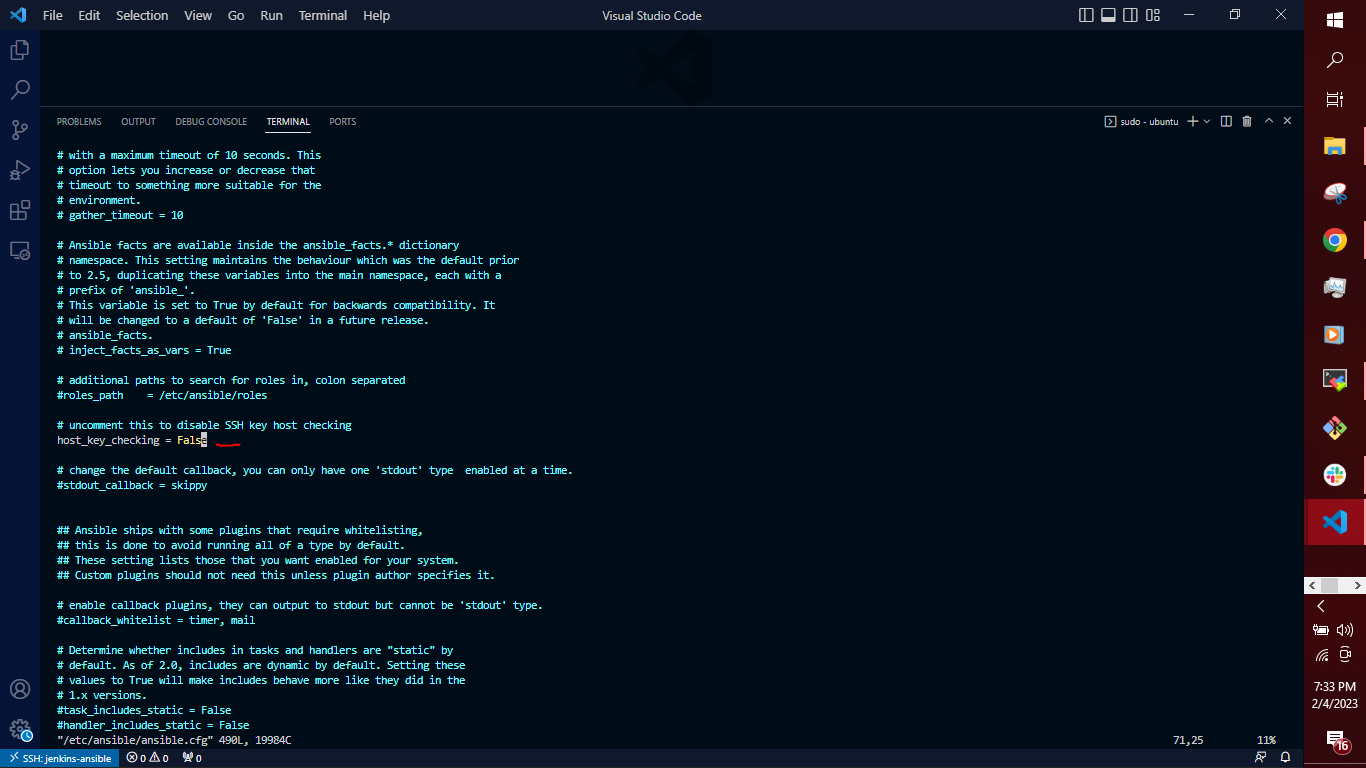 File Edit Selection View Go Run Terminal Help
Visual Studio Code
PROBLEMS OUTPUT DEBUG CONSOLE TERMINAL PORTS
sudo - ubuntu
# with a maximum timeout of 10 seconds. This
# option lets you increase or decrease that
# timeout to something more suitable for the
# environment.
# gather_timeout = 10
# Ansible facts are available inside the ansible_facts.* dictionary
# namespace. This setting maintains the behaviour which was the default prior
# to 2.5, duplicating these variables into the main namespace, each with a
# prefix of 'ansible_'.
# This variable is set to True by default for backwards compatibility. It
# will be changed to a default of 'False' in a future release.
# ansible_facts.
# inject_facts_as_vars = True
# additional paths to search for roles in, colon separated
#roles_path    = /etc/ansible/roles
# uncomment this to disable SSH key host checking
host_key_checking = False
# change the default callback, you can only have one 'stdout' type  enabled at a time.
#stdout_callback = skippy
## Ansible ships with some plugins that require whitelisting,
## this is done to avoid running all of a type by default.
## These setting lists those that you want enabled for your system.
## Custom plugins should not need this unless plugin author specifies it.
# enable callback plugins, they can output to stdout but cannot be 'stdout' type.
#callback_whitelist = timer, mail
# Determine whether includes in tasks and handlers are "static" by
# default. As of 2.0, includes are dynamic by default. Setting these
# values to True will make includes behave more like they did in the
# 1.x versions.
#task_includes_static = False
#handler_includes_static = False
"/etc/ansible/ansible.cfg" 490L, 19984C
71,25
11%
SSH: jenkins-ansible
0 0 0
7:33 PM
2/4/2023
16